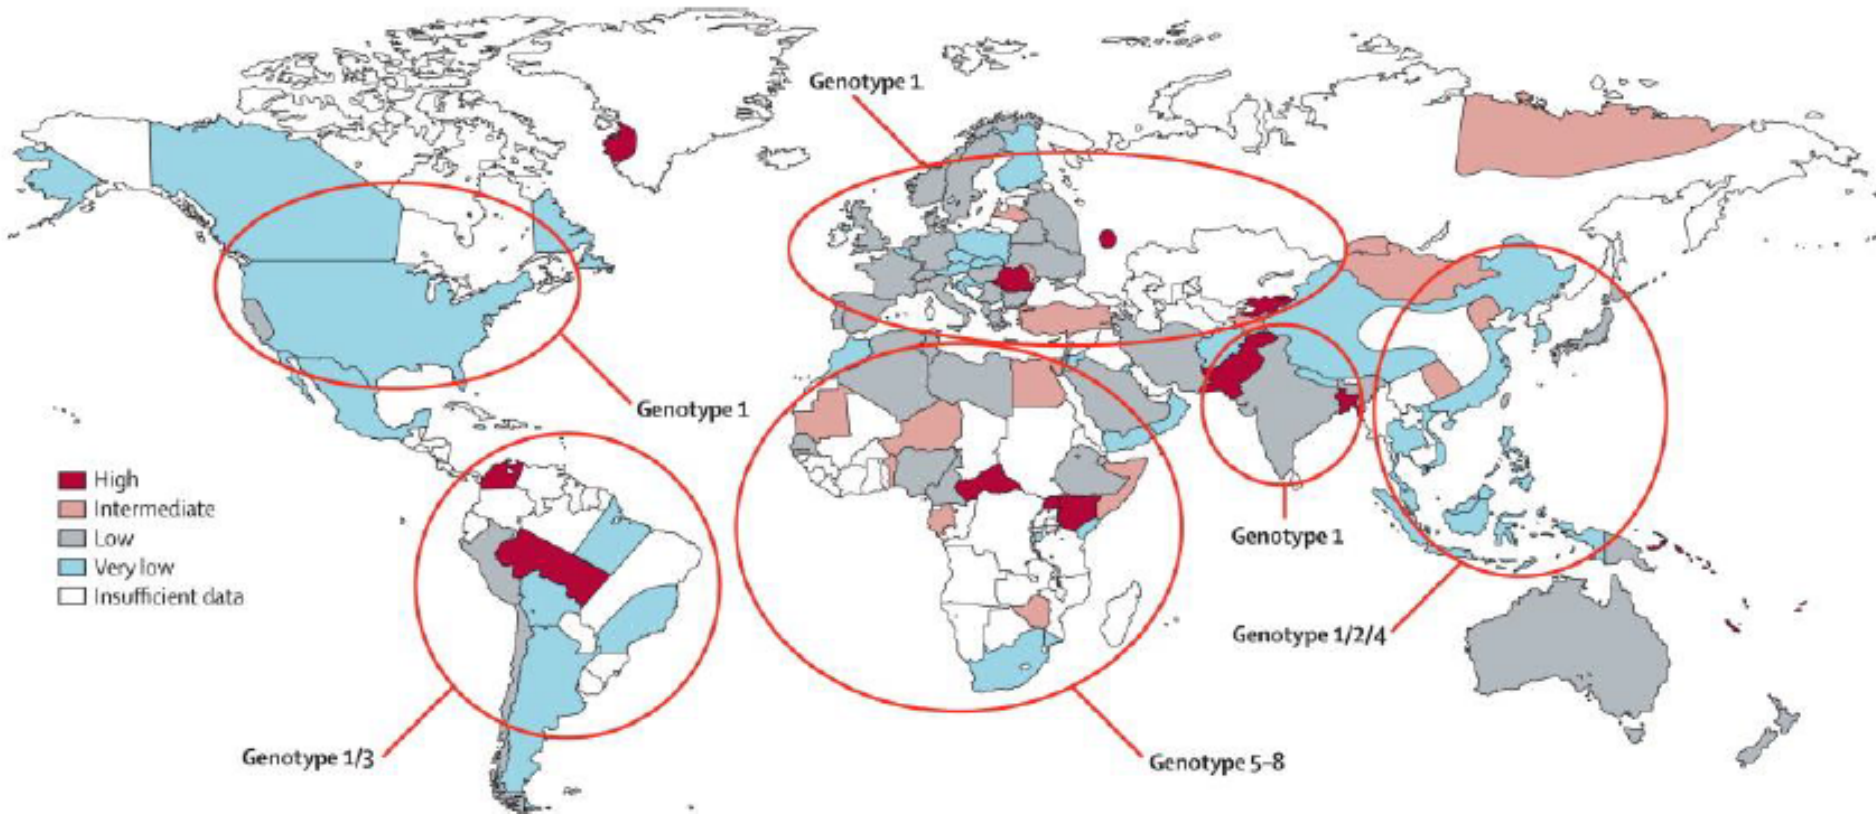 Genotype 1
Genotype 1
High
Intermediate
Low
Very low
Insufficient data
Genotype 1
Genotype 1/2/4
Genotype 1/3
Genotype 5–8